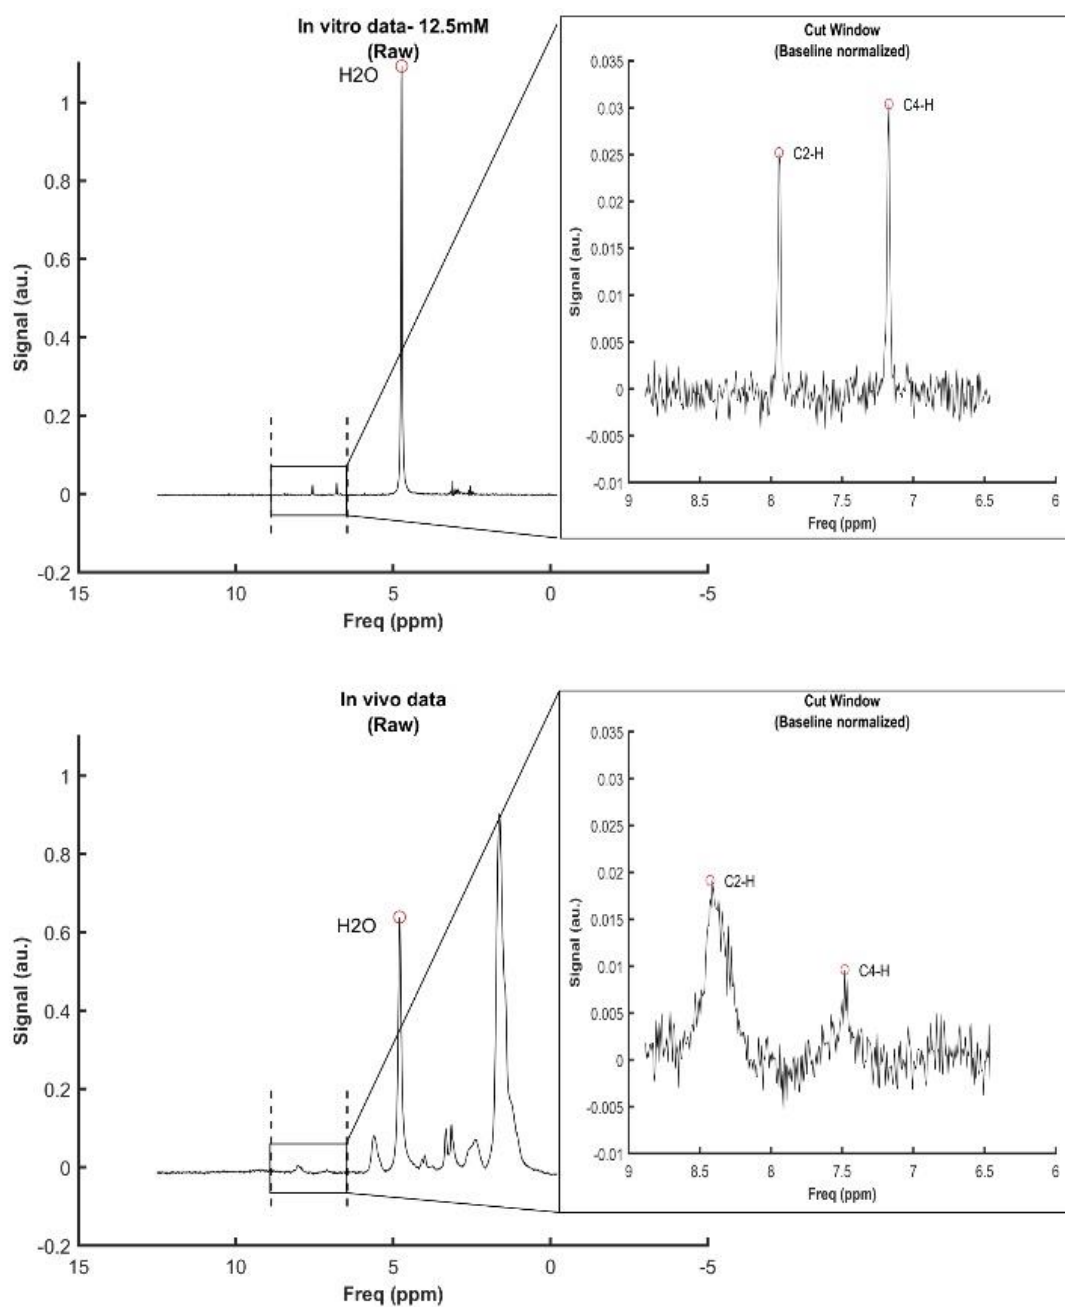 In vitro data- 12.5mM
(Raw)
H2O
1
0.8
0.6
0.4
0.2
0
-0.2
Signal (au.)
15
10
5
0
-5
Freq (ppm)
Cut Window
(Baseline normalized)
0.035
0.03
0.025
0.02
0.015
0.01
0.005
0
-0.005
-0.01
Signal (au.)
C4-H
C2-H
9
8.5
8
7.5
7
6.5
6
Freq (ppm)
In vivo data
(Raw)
H2O
1
0.8
0.6
0.4
0.2
0
-0.2
Signal (au.)
15
10
5
0
-5
Freq (ppm)
Cut Window
(Baseline normalized)
0.035
0.03
0.025
0.02
0.015
0.01
0.005
0
-0.005
-0.01
Signal (au.)
C2-H
C4-H
9
8.5
8
7.5
7
6.5
6
Freq (ppm)